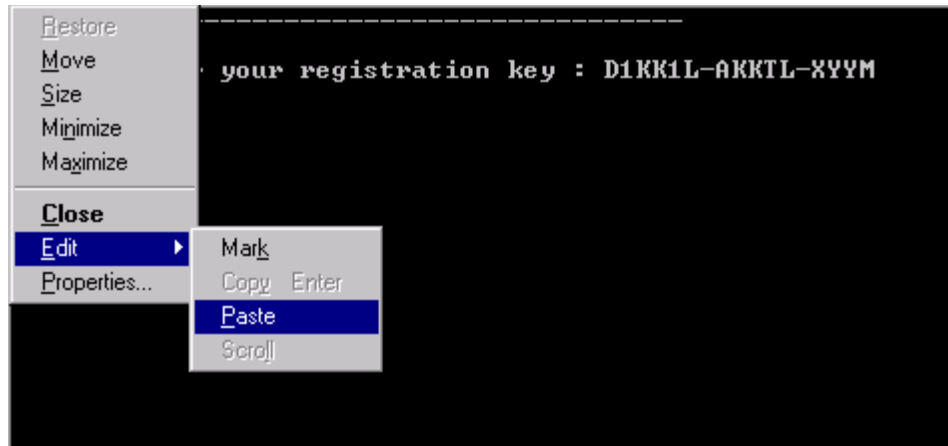 Restore
Move
Size
Minimize
Maximize
Close
Edit
Properties...
your registration key : D1KK1L-AKKTL-XYYM
Mark
Copy Enter
Paste
Scroll